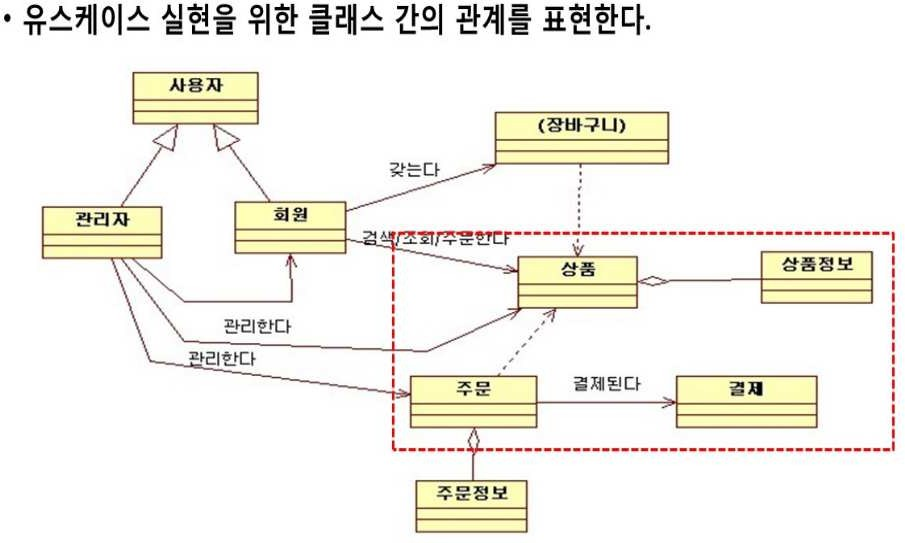 • 유스케이스 실현을 위한 클래스 간의 관계를 표현한다.
사용자
(장바구니)
갖는다
관리자
회원
검색/조회/주문한다
상품
상품정보
관리한다
관리한다
주문
결제된다
결제
주문정보